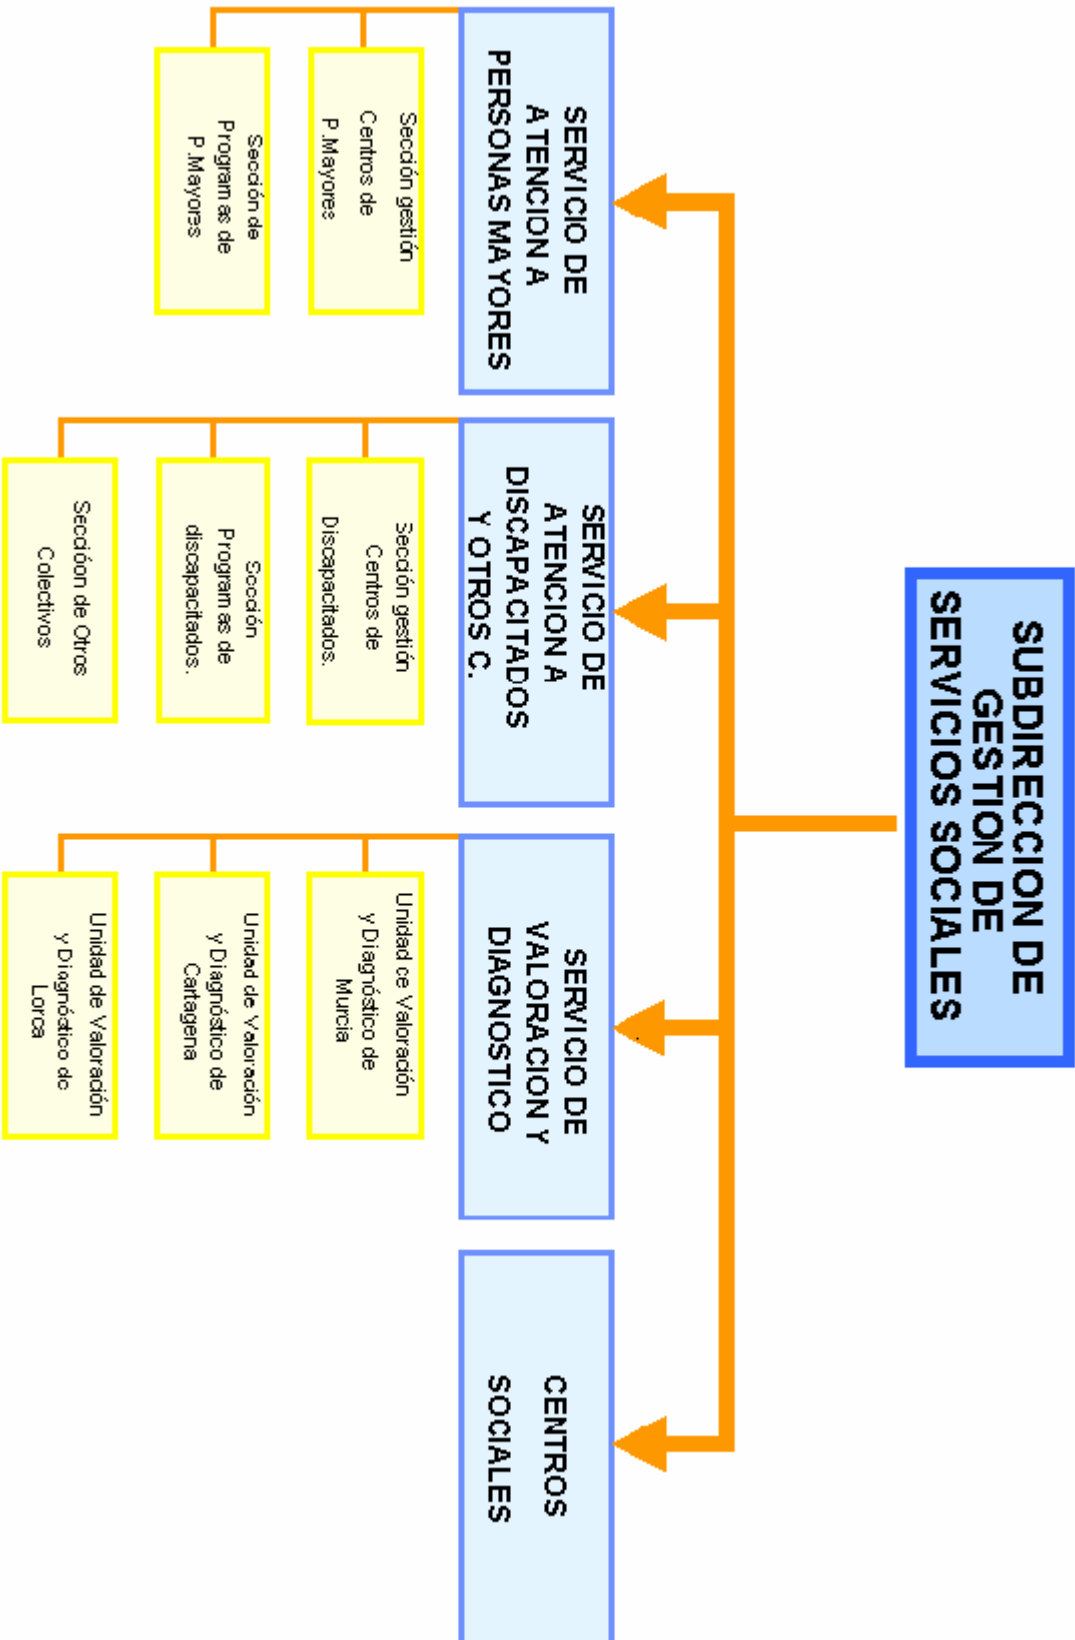 SUBDIRECCION DE
GESTION DE
SERVICIOS SOCIALES
SERVICIO DE
ATENCION A
PERSONAS MAYORES
Sección gestión
Centros de
P.Mayores
Sección de
Programas de
P.Mayores
SERVICIO DE
ATENCION A
DISCAPACITADOS
Y OTROS C.
Sección gestión
Centros de
Discapacitados.
Sección
Programas de
discapacitados.
Seccióon de Otros
Colectivos
SERVICIO DE
VALORACION Y
DIAGNOSTICO
Unidad de Valoración
y Diagnóstico de
Murcia
Unidad de Valoración
y Diagnóstico de
Cartagena
Unidad de Valoración
y Diagnóstico de
Lorca
CENTROS
SOCIALES